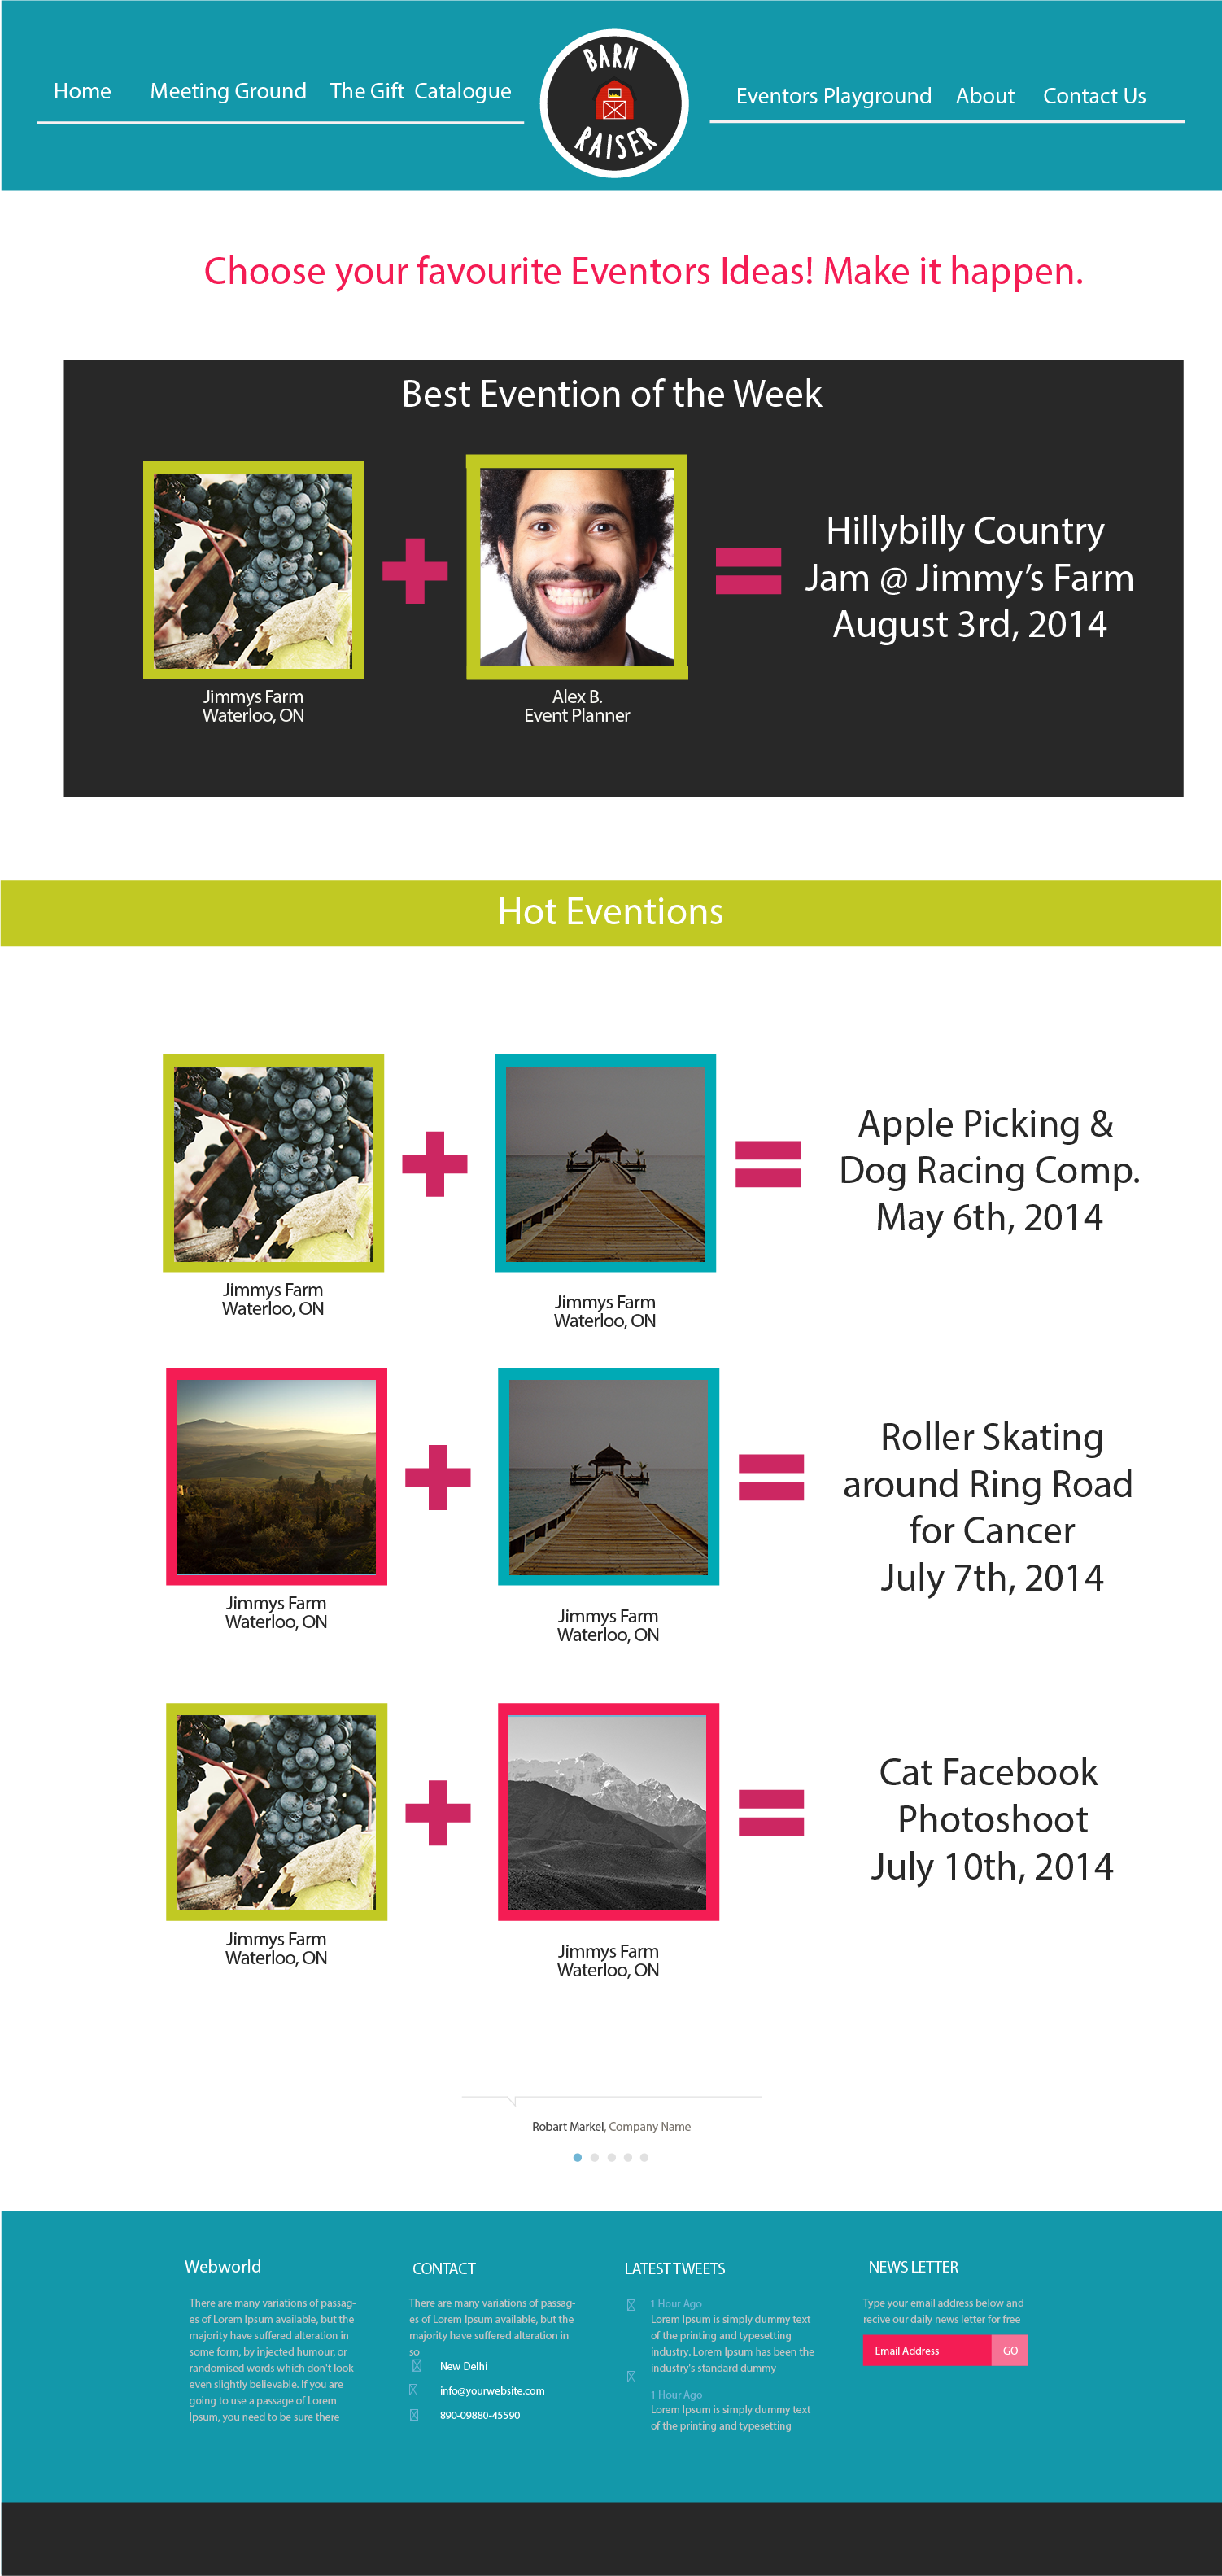 Home
Meeting Ground
The Gift Catalogue
BARN
RAISER
Eventors Playground
About
Contact Us
Choose your favourite Eventors Ideas! Make it happen.
Best Evention of the Week
Jimmys Farm
Waterloo, ON
Alex B.
Event Planner
Hillybilly Country
Jam @ Jimmy’s Farm
August 3rd, 2014
Hot Eventions
Jimmys Farm
Waterloo, ON
Jimmys Farm
Waterloo, ON
Apple Picking &
Dog Racing Comp.
May 6th, 2014
Jimmys Farm
Waterloo, ON
Jimmys Farm
Waterloo, ON
Roller Skating
around Ring Road
for Cancer
July 7th, 2014
Jimmys Farm
Waterloo, ON
Jimmys Farm
Waterloo, ON
Cat Facebook
Photoshoot
July 10th, 2014
Robart Markel, Company Name
Webworld
There are many variations of passag-
es of Lorem Ipsum available, but the
majority have suffered alteration in
some form, by injected humour, or
randomised words which don't look
even slightly believable. If you are
going to use a passage of Lorem
Ipsum, you need to be sure there
CONTACT
There are many variations of passag-
es of Lorem Ipsum available, but the
majority have suffered alteration in
so
New Delhi
info@yourwebsite.com
890-09880-45590
LATEST TWEETS
1 Hour Ago
Lorem Ipsum is simply dummy text
of the printing and typesetting
industry. Lorem Ipsum has been the
industry's standard dummy
1 Hour Ago
Lorem Ipsum is simply dummy text
of the printing and typesetting
NEWS LETTER
Type your email address below and
recive our daily news letter for free
Email Address
GO